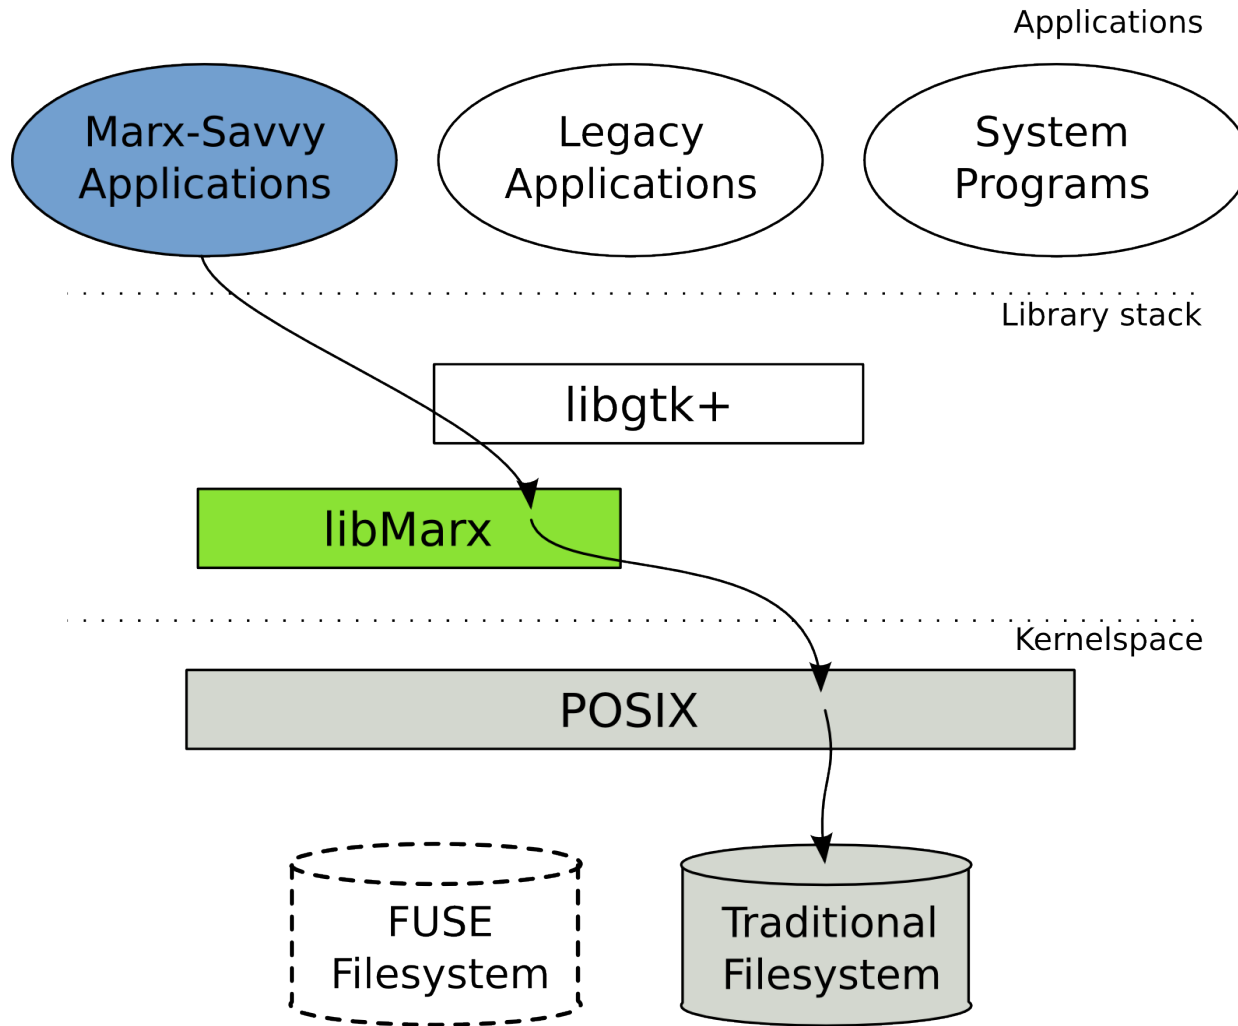 Applications
Marx-Savvy
Applications
Legacy
Applications
System
Programs
Library stack
libgtk+
libMarx
Kernelspace
POSIX
FUSE
Filesystem
Traditional
Filesystem